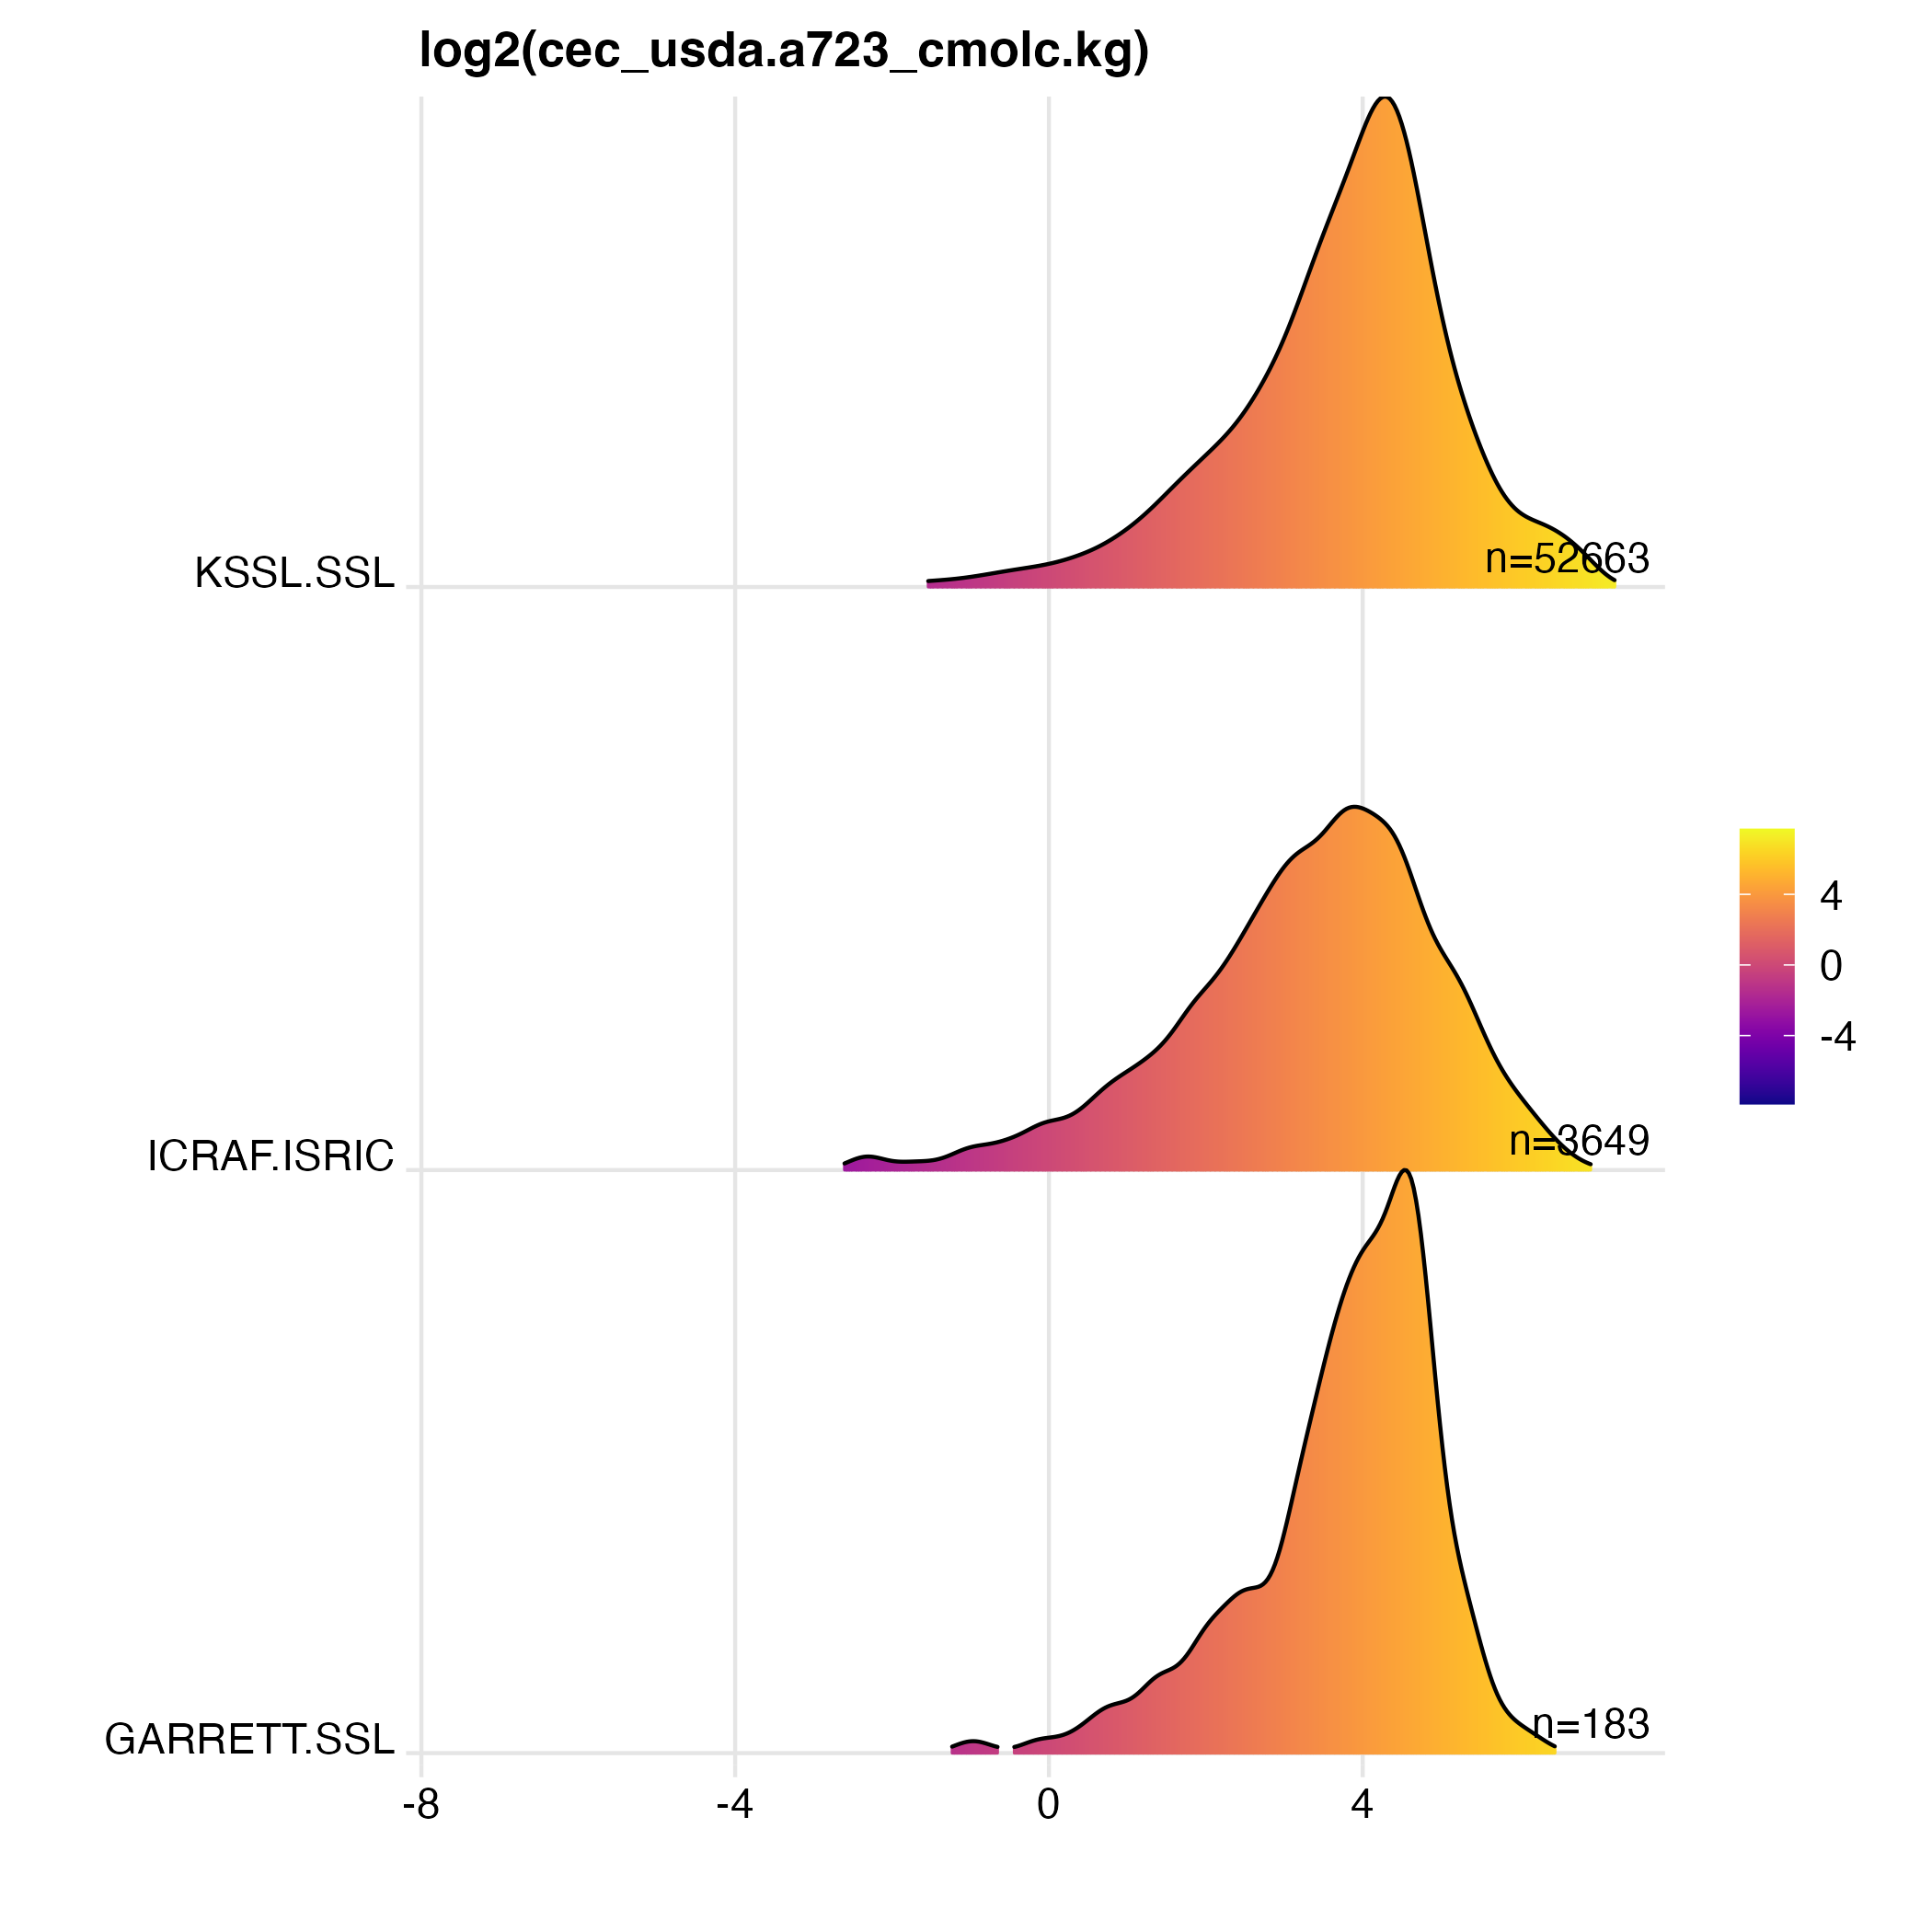 log2(cec_usda.a723_cmolc.kg)
KSSL.SSL
n=52663
ICRAF.ISRIC
n=3649
GARRETT.SSL
n=183
-8
-4
0
4
4
0
-4